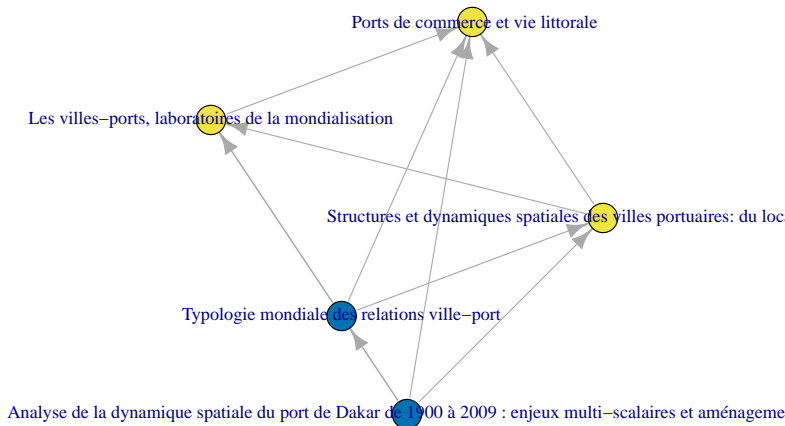 Ports de commerce et vie littorale
Les villes−ports, laboratoires de la mondialisation
Structures et dynamiques spatiales des villes portuaires: du loc
Typologie mondiale des relations ville−port
Analyse de la dynamique spatiale du port de Dakar de 1900 à 2009 : enjeux multi−scalaires et aménageme